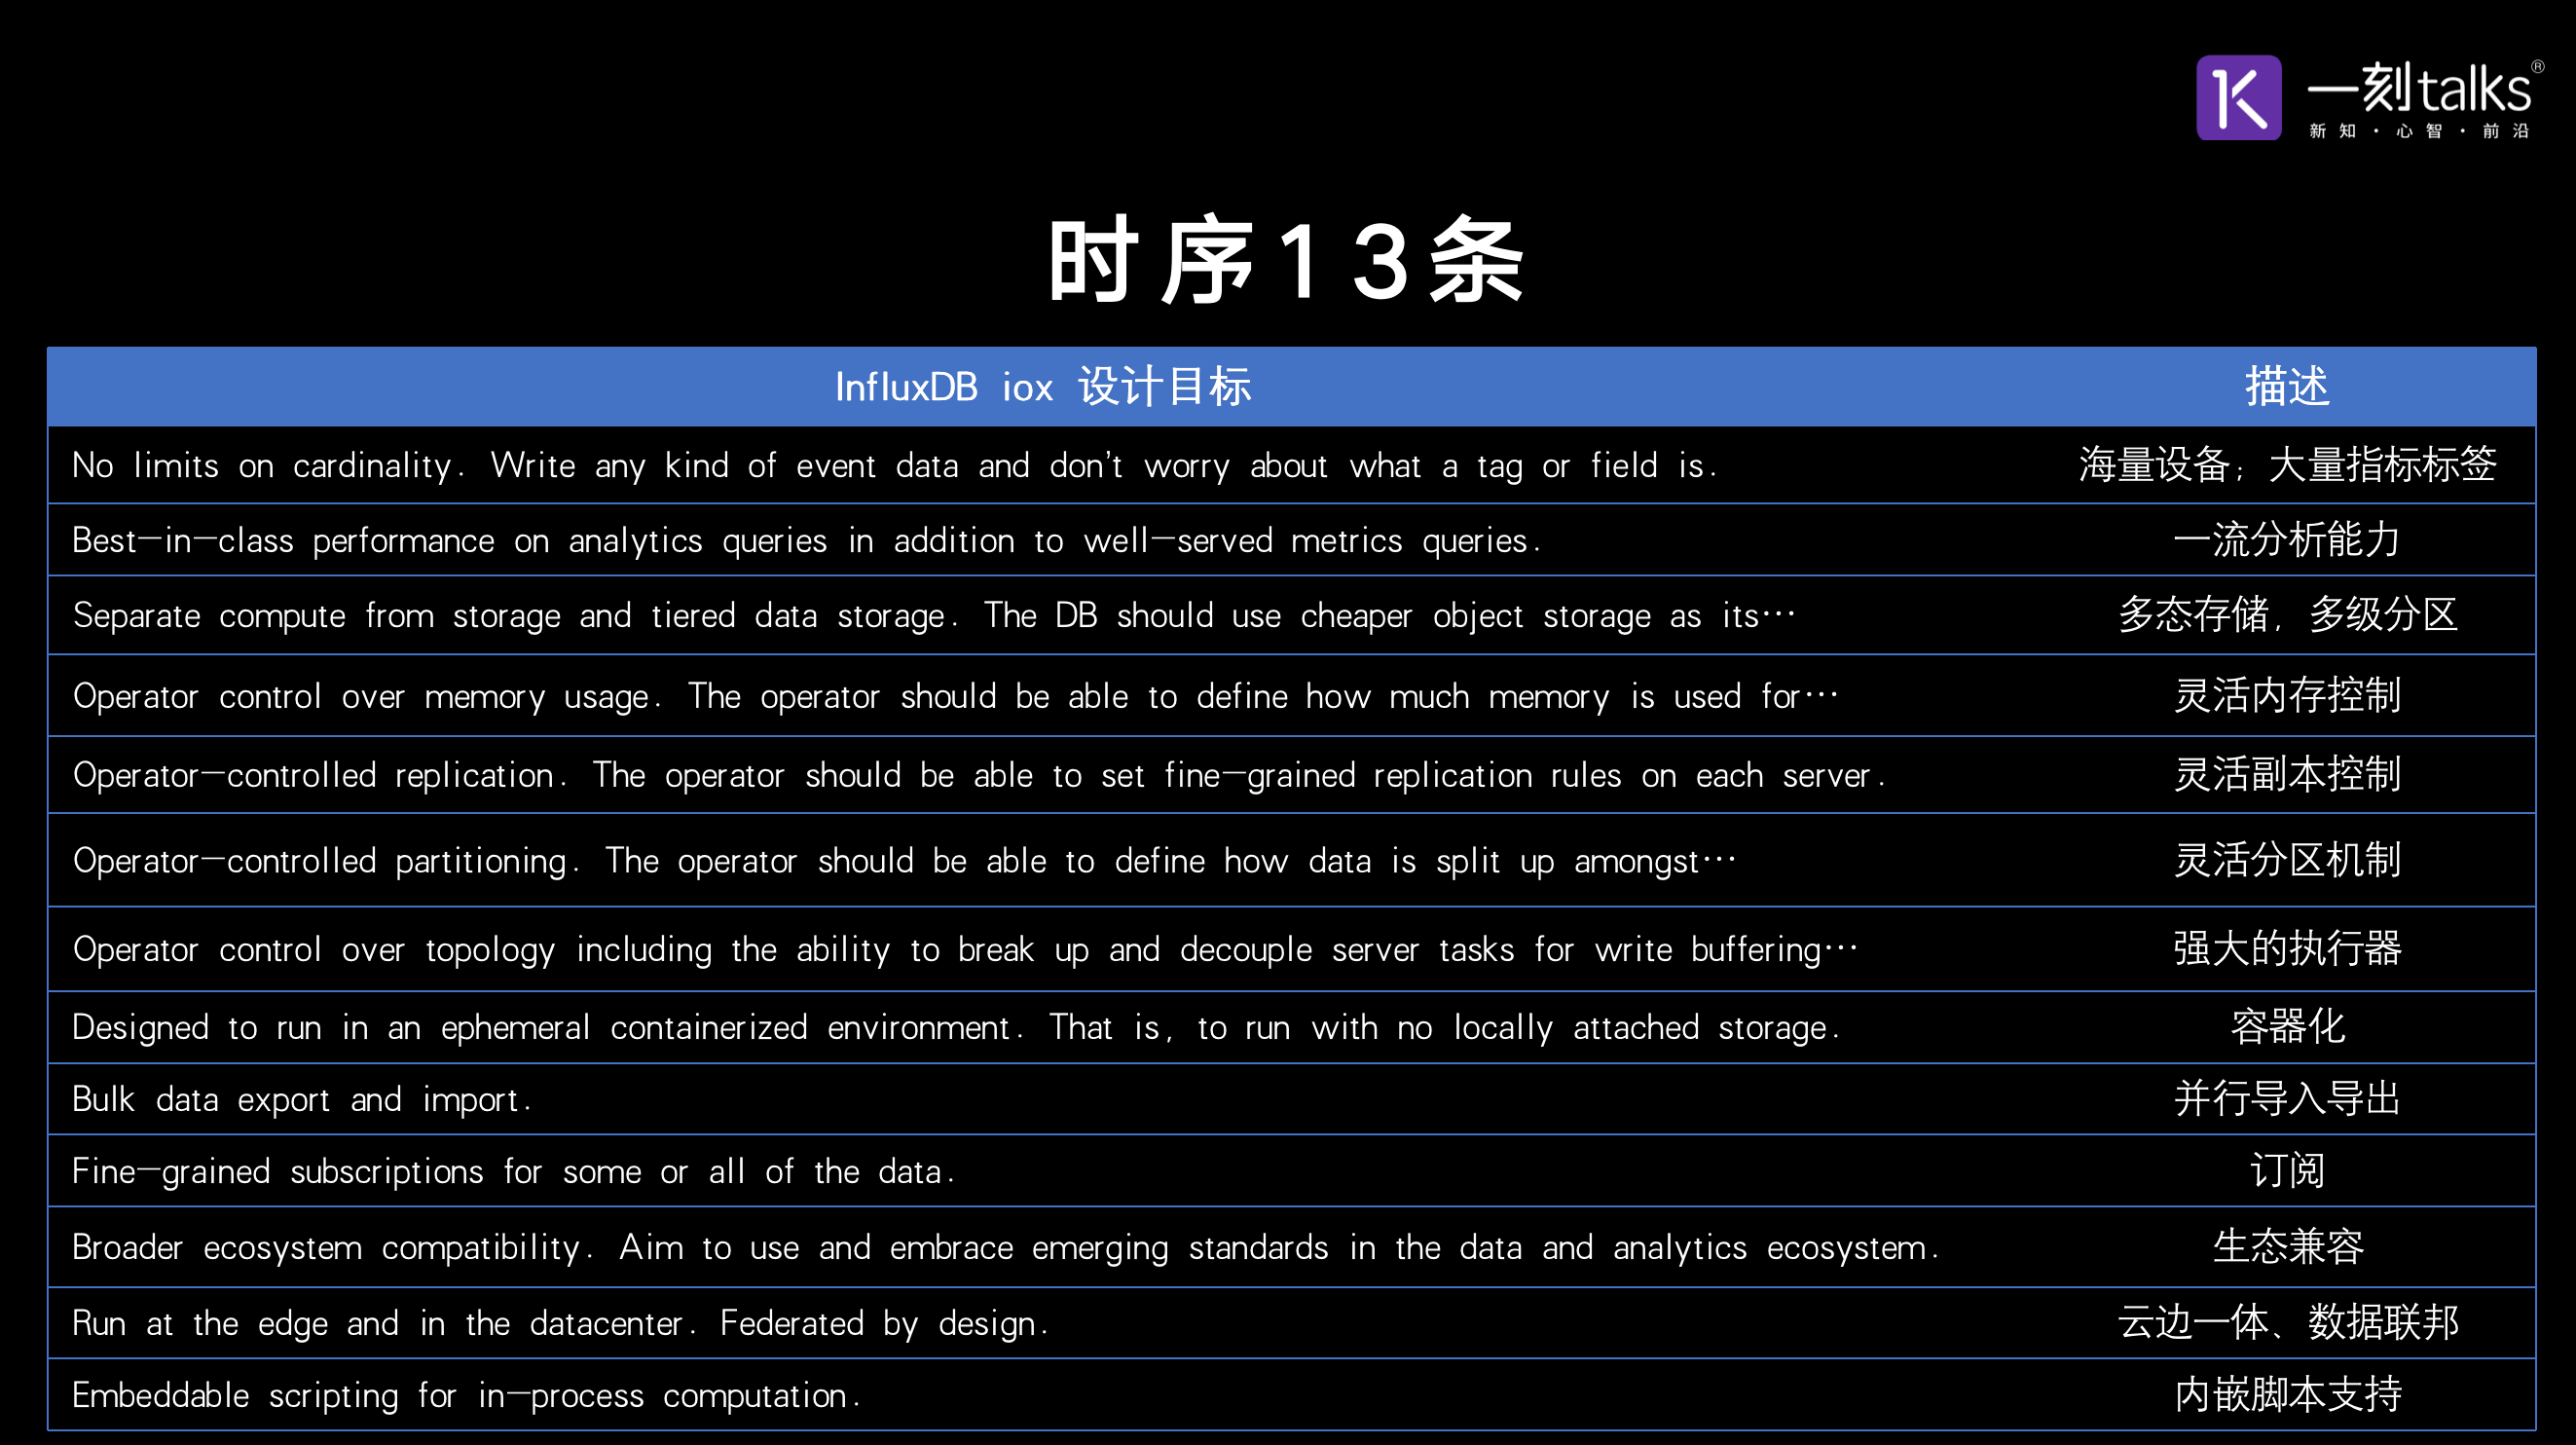 一刻talks®
新知·心智·前沿
时序13条
InfluxDB iox 设计目标 描述
No limits on cardinality. Write any kind of event data and don't worry about what a tag or field is. 海量设备；大量指标标签
Best-in-class performance on analytics queries in addition to well-served metrics queries. 一流分析能力
Separate compute from storage and tiered data storage. The DB should use cheaper object storage as its… 多态存储，多级分区
Operator control over memory usage. The operator should be able to define how much memory is used for… 灵活内存控制
Operator-controlled replication. The operator should be able to set fine-grained replication rules on each server. 灵活副本控制
Operator-controlled partitioning. The operator should be able to define how data is split up amongst… 灵活分区机制
Operator control over topology including the ability to break up and decouple server tasks for write buffering… 强大的执行器
Designed to run in an ephemeral containerized environment. That is, to run with no locally attached storage. 容器化
Bulk data export and import. 并行导入导出
Fine-grained subscriptions for some or all of the data. 订阅
Broader ecosystem compatibility. Aim to use and embrace emerging standards in the data and analytics ecosystem. 生态兼容
Run at the edge and in the datacenter. Federated by design. 云边一体、数据联邦
Embeddable scripting for in-process computation. 内嵌脚本支持